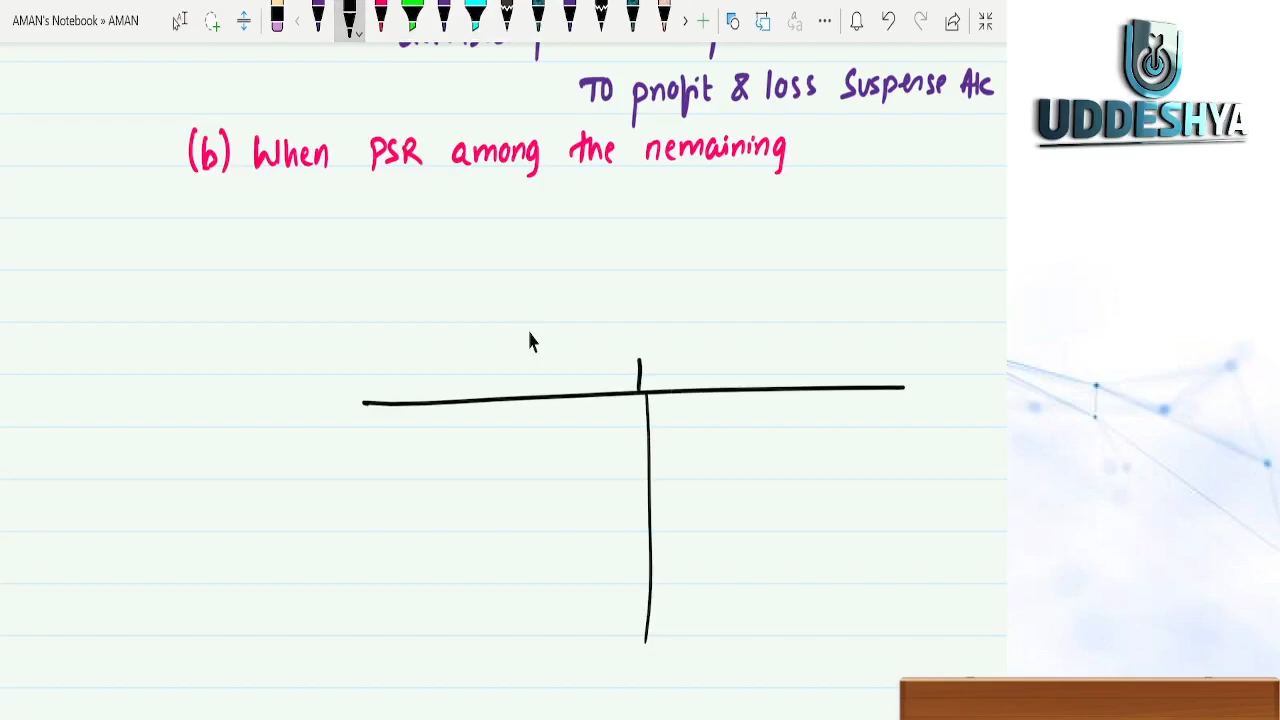 AMAN's Notebook » AMAN
To profit & loss Suspense A/c
(b) When PSR among the remaining
UDDESHYA